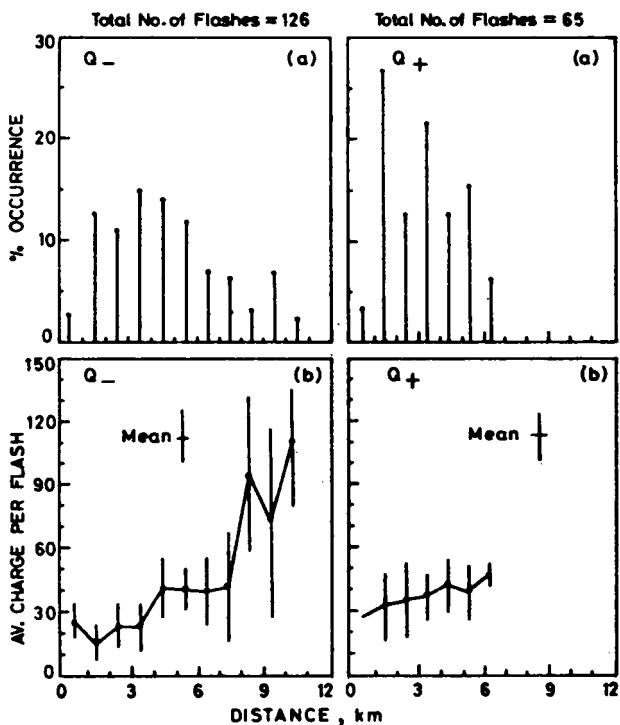 Total No. of Flashes = 126
Total No. of Flashes = 65
Q−
(a)
Q+
(a)
% OCCURRENCE
30
20
10
0
Q−
(b)
Q+
(b)
Mean
Mean
AV. CHARGE PER FLASH
150
120
90
60
30
0
0 3 6 9 12
0 3 6 9 12
DISTANCE, km